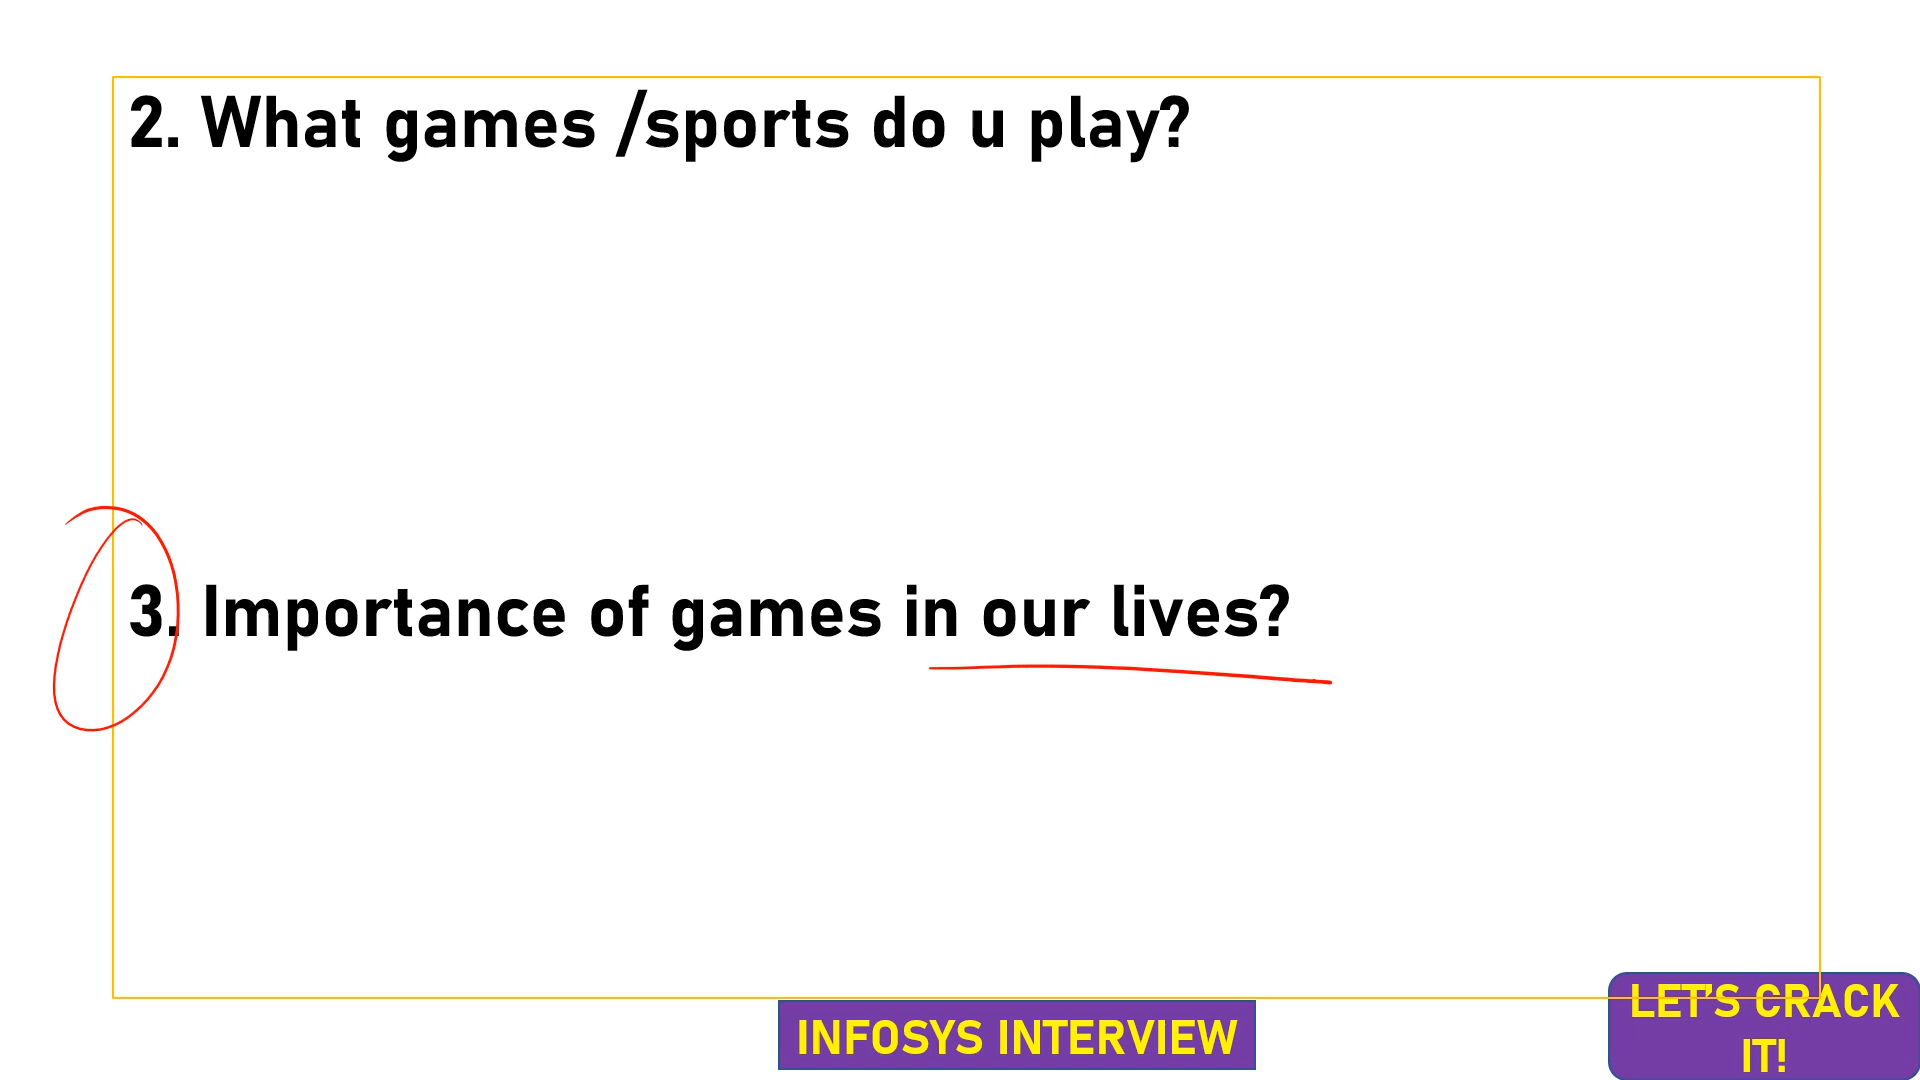 2. What games /sports do u play?
3. Importance of games in our lives?
INFOSYS INTERVIEW
LET'S CRACK
IT!